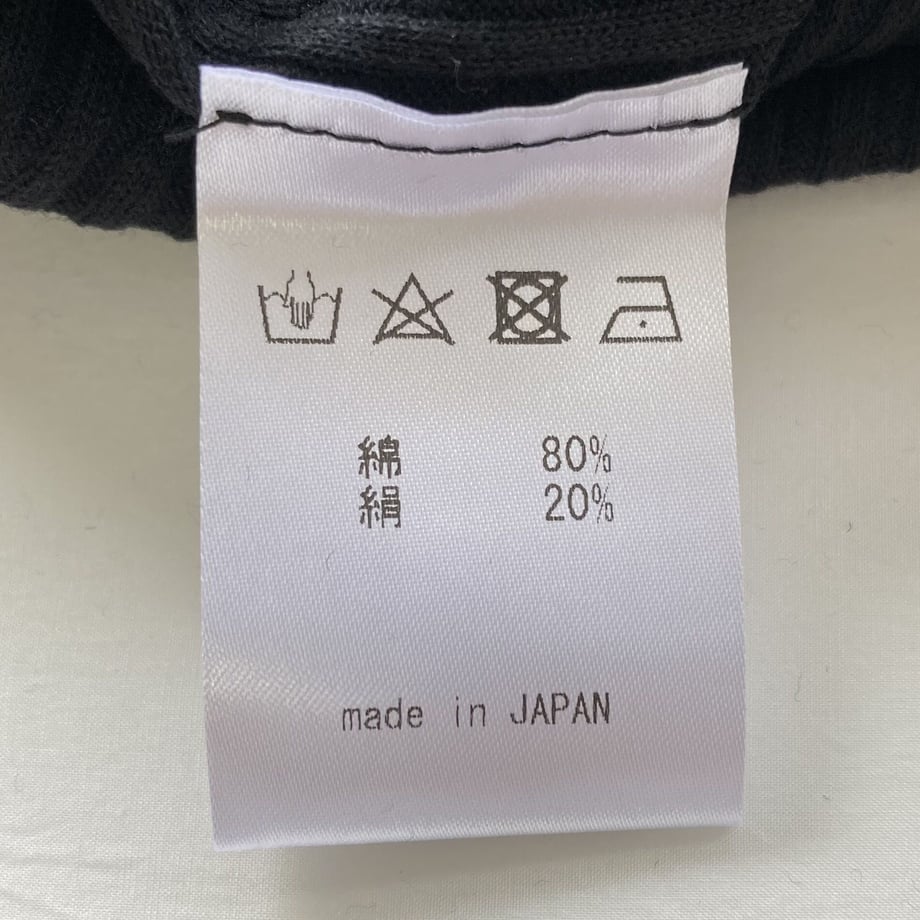 綿 80%
絹 20%
made in JAPAN